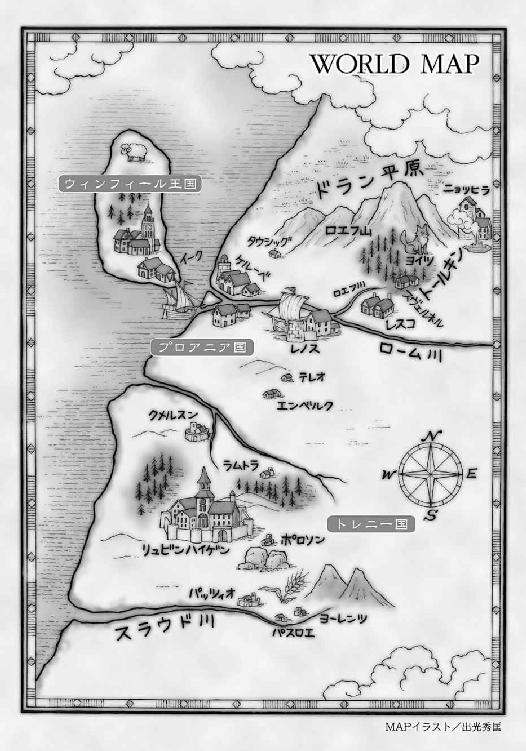 WORLD MAP
ドラン平原
ニョッヒラ
ウィンフィール王国
ロエフ山
タウシッグ
ヨイツ
トールキン
イーク
ケルーベ
ロエフ川
スヴェルネル
レスコ
プロアニア国
レノス
ローム川
テレオ
エンベルク
クメルスン
N
W
E
S
ラムトラ
トレニー国
リュビンハイゲン
ポロソン
パッツィオ
ヨーレンツ
スラウド川
パスロエ
MAPイラスト／出光秀匡